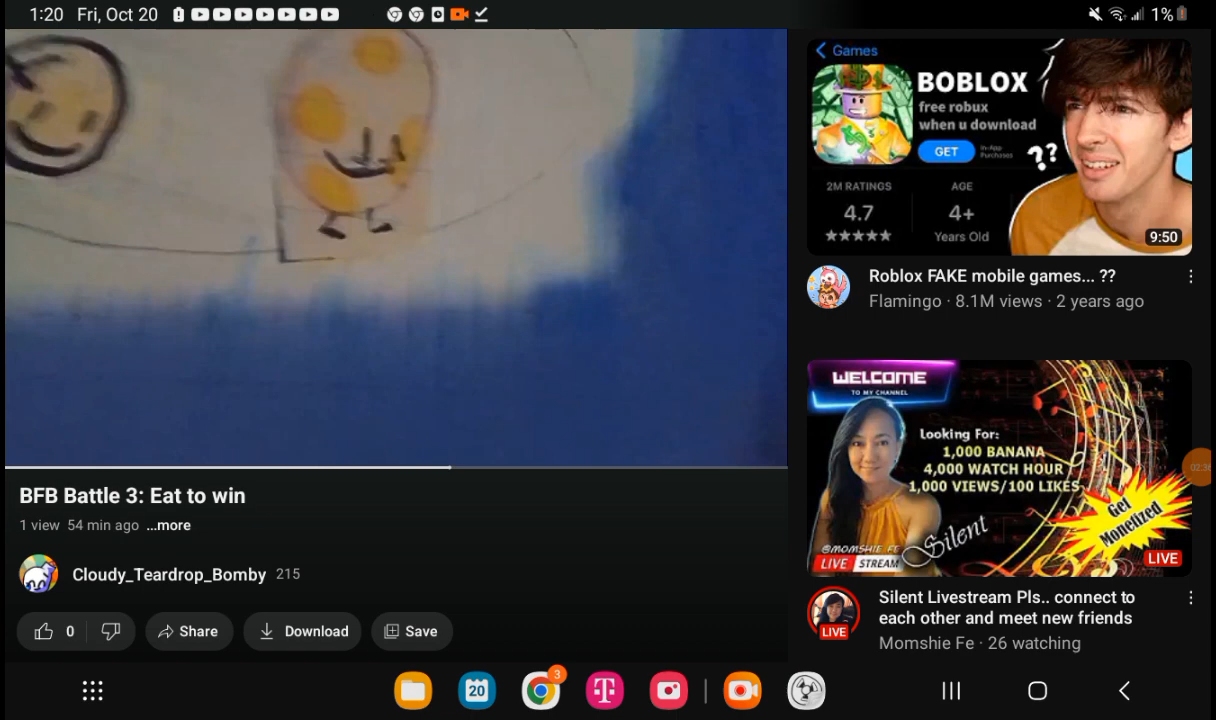 1:20 Fri, Oct 20
1%
Games
BOBLOX
free robux
when u download
GET
In-App
Purchases
??
2M RATINGS
AGE
4.7
4+
★★★★★
Years Old
9:50
Roblox FAKE mobile games... ??
Flamingo · 8.1M views · 2 years ago
WELCOME
TO MY CHANNEL
Looking For:
1,000 BANANA
4,000 WATCH HOUR
1,000 VIEWS/100 LIKES
Get
Monetized
Silent
@MOMSHIE FE
LIVE STREAM
LIVE
LIVE
Silent Livestream Pls.. connect to
each other and meet new friends
Momshie Fe · 26 watching
BFB Battle 3: Eat to win
1 view 54 min ago ...more
Cloudy_Teardrop_Bomby 215
0
Share
Download
Save
20
3
T